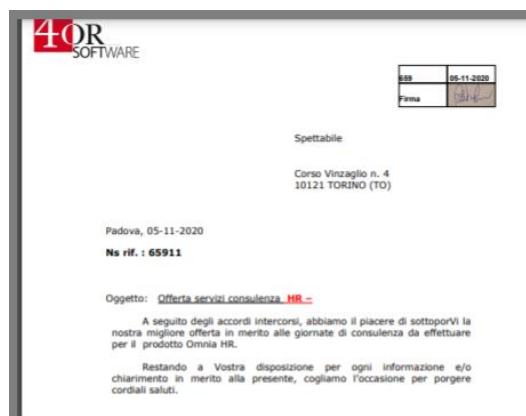 4OR
SOFTWARE
659 05-11-2020
Firma
Spettabile
Corso Vinzaglio n. 4
10121 TORINO (TO)
Padova, 05-11-2020
Ns rif. : 65911
Oggetto: Offerta servizi consulenza HR –
A seguito degli accordi intercorsi, abbiamo il piacere di sottoporVi la
nostra migliore offerta in merito alle giornate di consulenza da effettuare
per il prodotto Omnia HR.
Restando a Vostra disposizione per ogni informazione e/o
chiarimento in merito alla presente, cogliamo l'occasione per porgere
cordiali saluti.